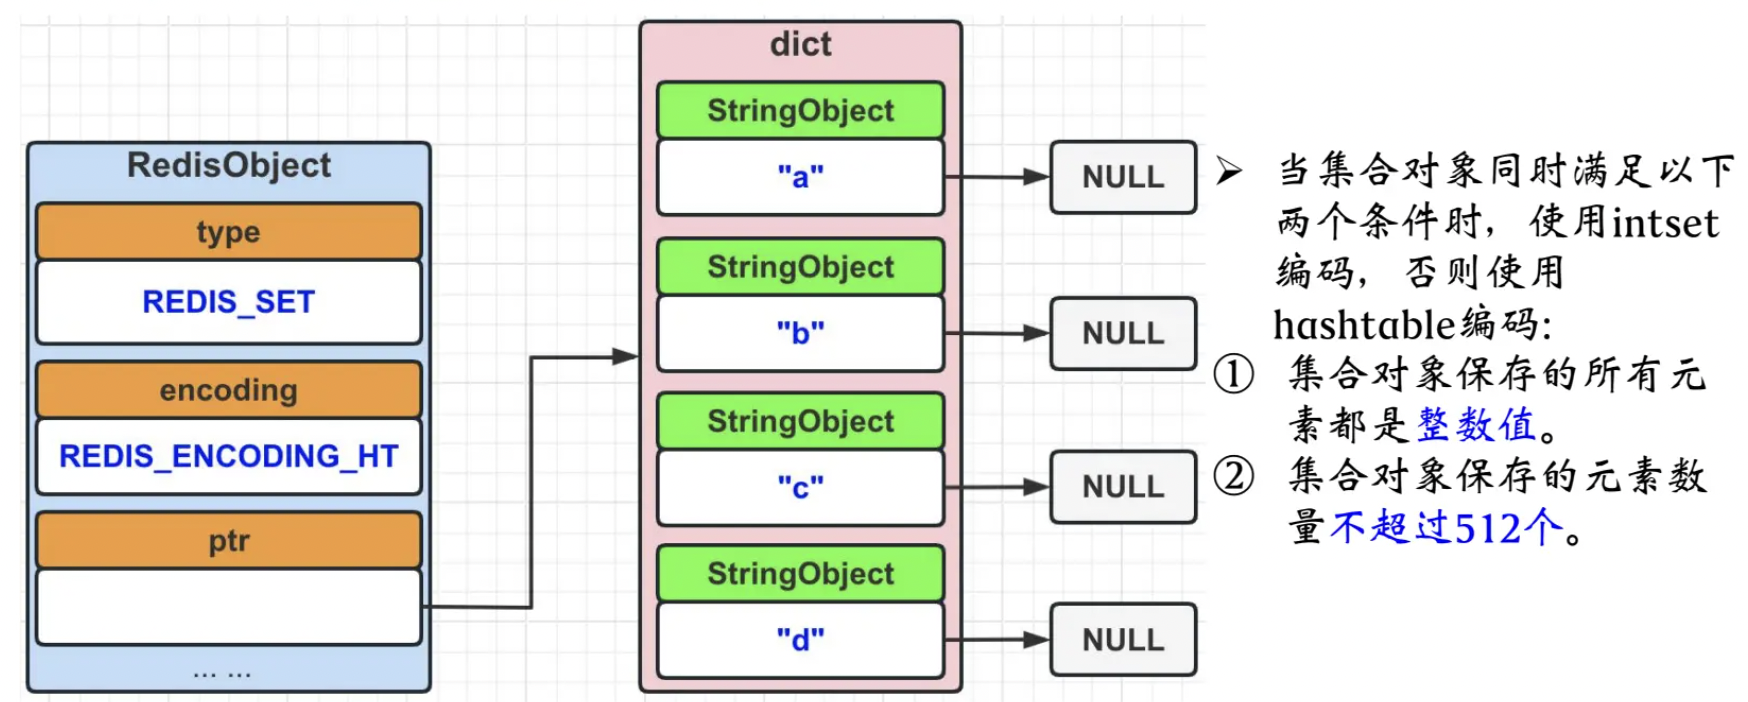 RedisObject
type
REDIS_SET
encoding
REDIS_ENCODING_HT
ptr
... ...
dict
StringObject
"a"
NULL
StringObject
"b"
NULL
StringObject
"c"
NULL
StringObject
"d"
NULL
➢ 当集合对象同时满足以下
两个条件时，使用intset
编码，否则使用
hashtable编码:
① 集合对象保存的所有元
素都是整数值。
② 集合对象保存的元素数
量不超过512个。